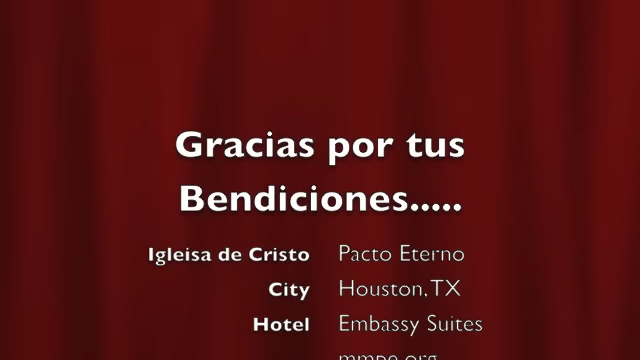 Gracias por tus
Bendiciones.....
Igleisa de Cristo Pacto Eterno
City Houston, TX
Hotel Embassy Suites